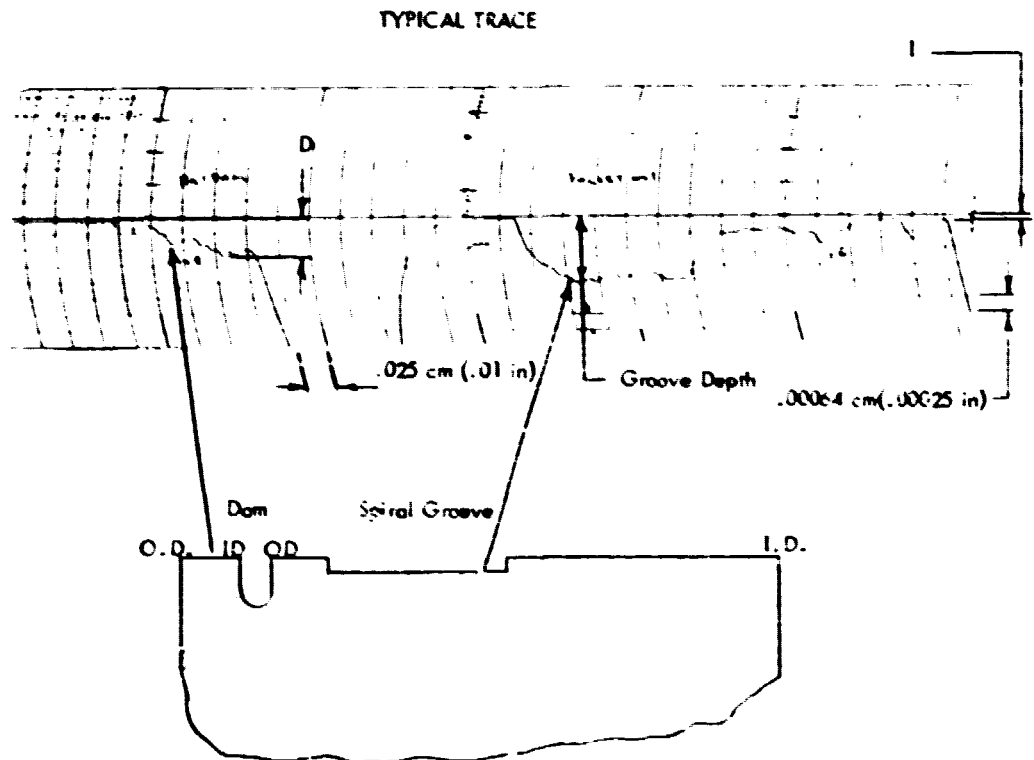 TYPICAL TRACE
I
D
.025 cm (.01 in)
Groove Depth
.00064 cm(.00025 in)
Dam
Spiral Groove
O.D.
ID
OD
I.D.